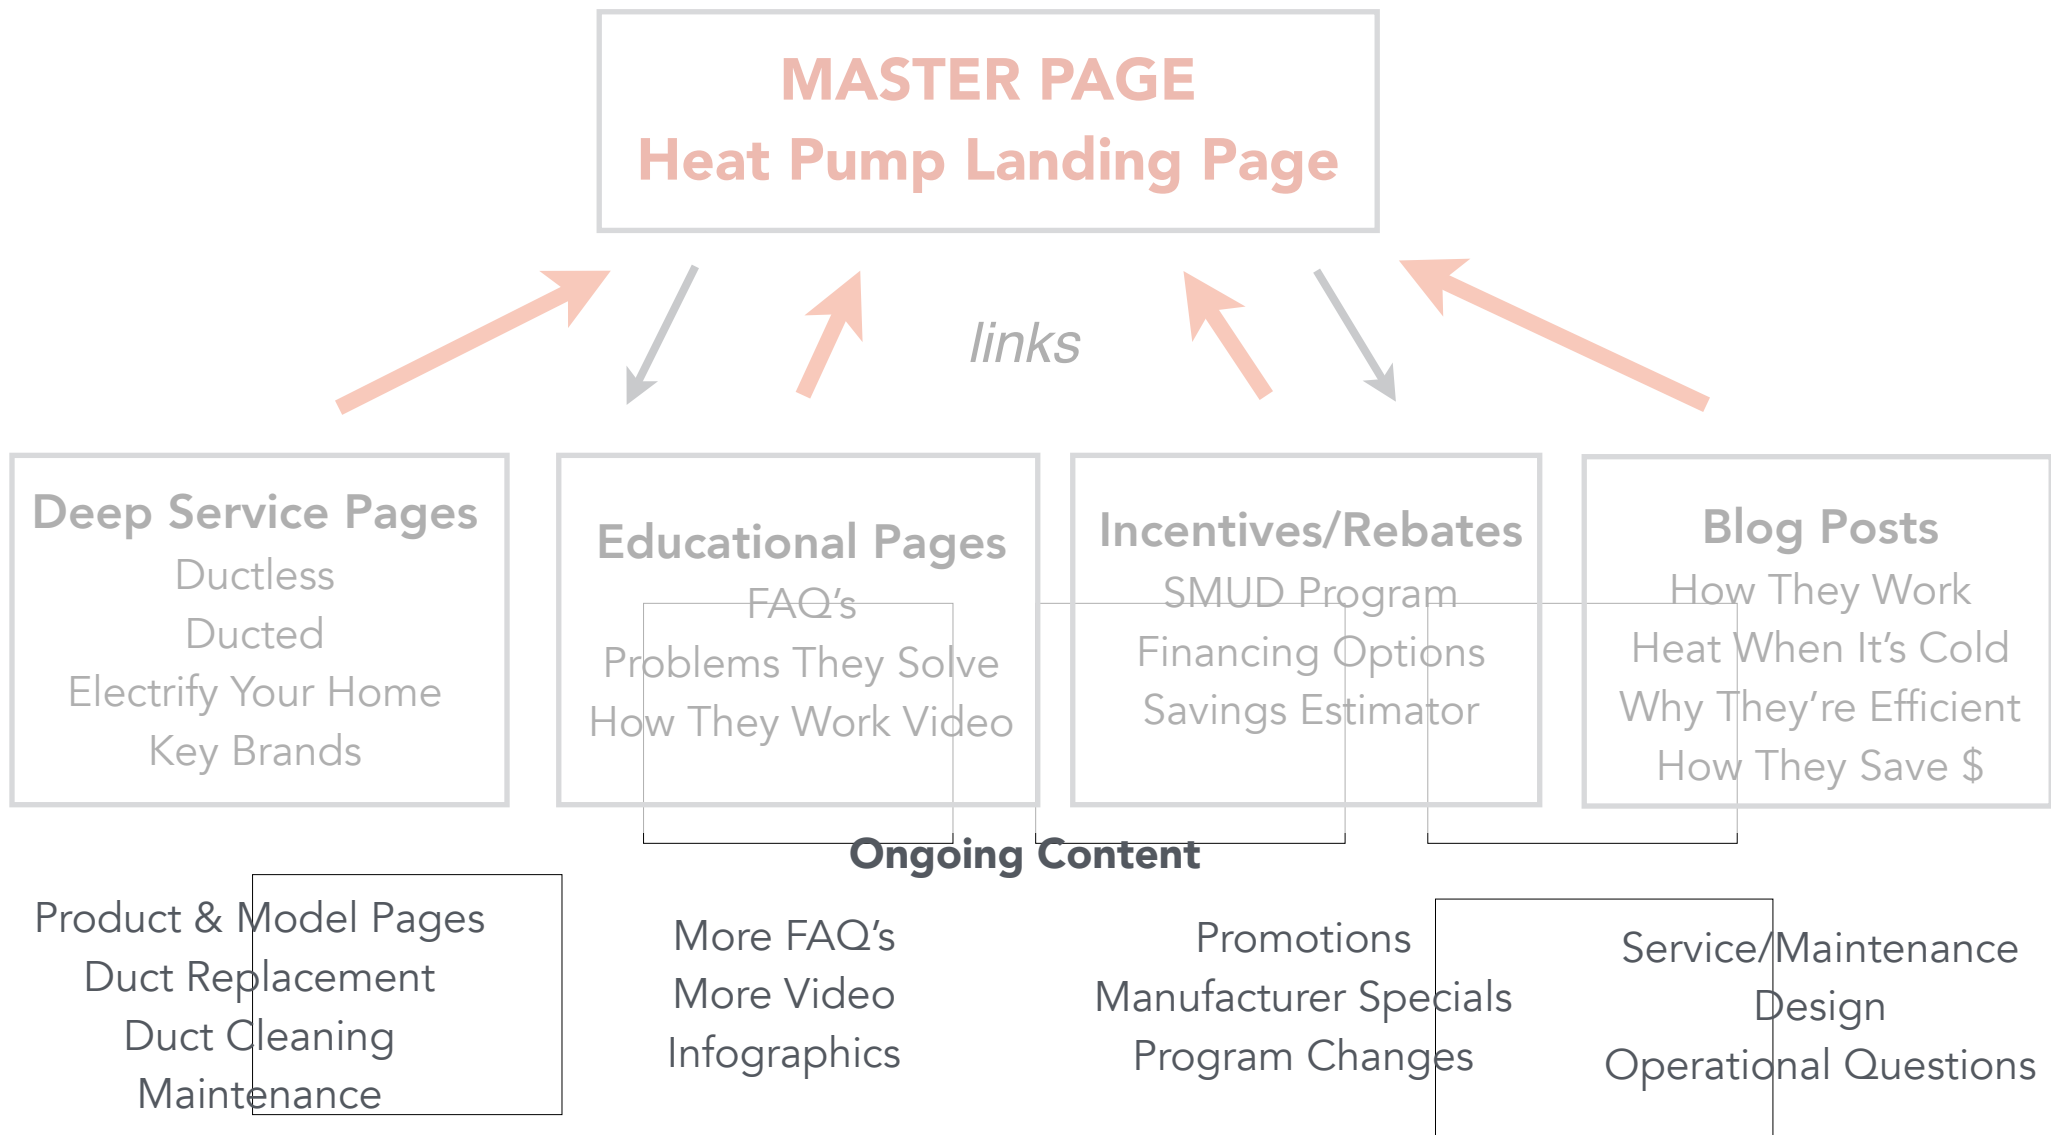 MASTER PAGE
Heat Pump Landing Page
links
Deep Service Pages
Ductless
Ducted
Electrify Your Home
Key Brands
Educational Pages
FAQ’s
Problems They Solve
How They Work Video
Incentives/Rebates
SMUD Program
Financing Options
Savings Estimator
Blog Posts
How They Work
Heat When It’s Cold
Why They’re Efficient
How They Save $
Ongoing Content
Product & Model Pages
Duct Replacement
Duct Cleaning
Maintenance
More FAQ’s
More Video
Infographics
Promotions
Manufacturer Specials
Program Changes
Service/Maintenance
Design
Operational Questions